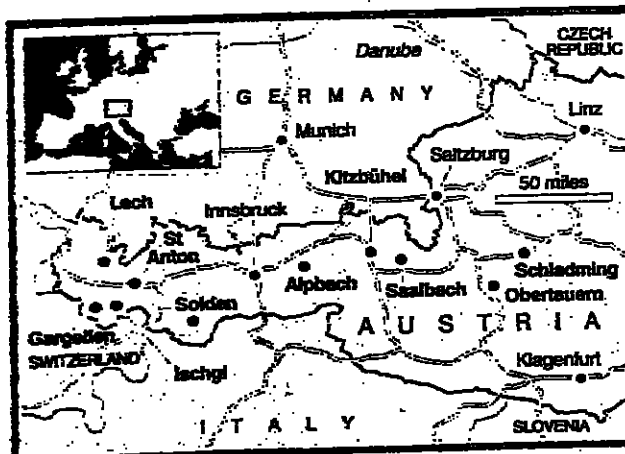 CZECH
REPUBLIC
Danube
GERMANY
Linz
Munich
Salzburg
Kitzbühel
50 miles
Lech
Innsbruck
St
Anton
Schladming
Alpbach
Saalbach
Solden
Obertauern
Gargellen
AUSTRIA
SWITZERLAND
Klagenfurt
Ischgl
ITALY
SLOVENIA